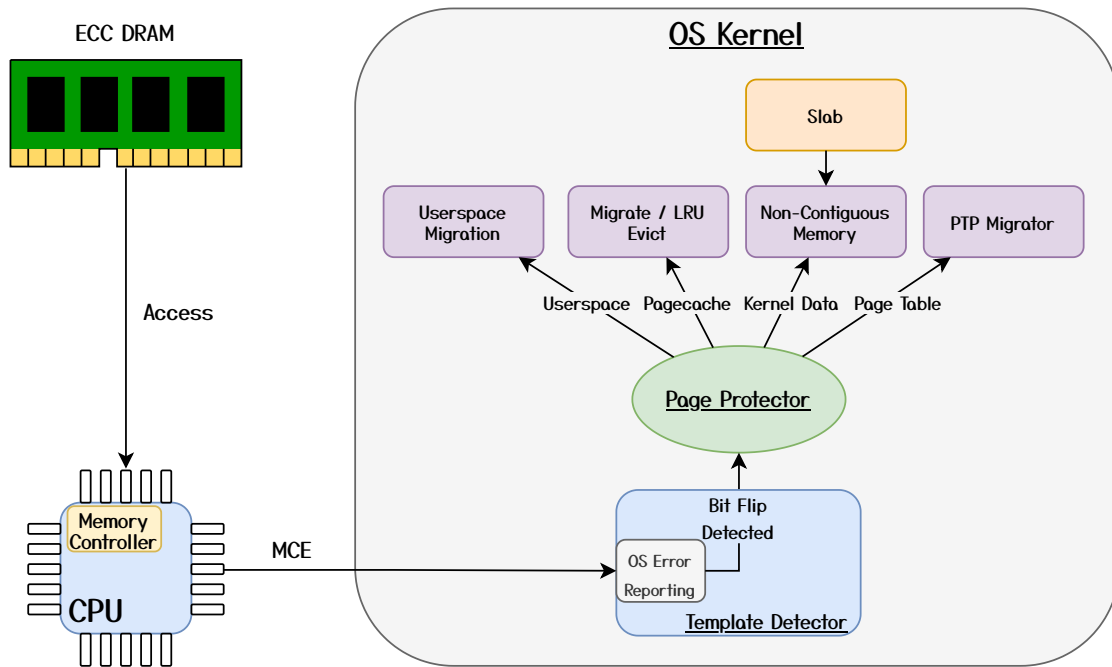 ECC DRAM
OS Kernel
Slab
Userspace
Migration
Migrate / LRU
Evict
Non-Contiguous
Memory
PTP Migrator
Userspace
Pagecache
Kernel Data
Page Table
Access
Page Protector
Memory
Controller
CPU
MCE
Bit Flip
Detected
OS Error
Reporting
Template Detector